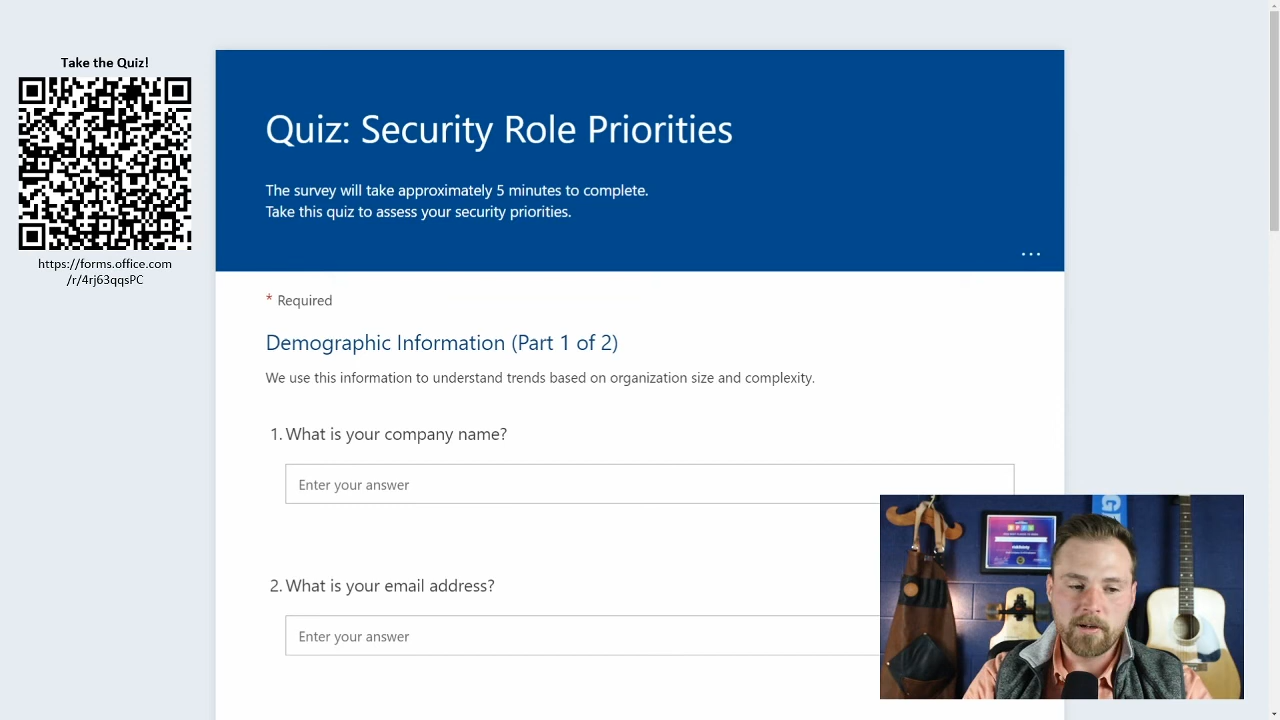 Take the Quiz!
https://forms.office.com
/r/4rj63qqsPC
Quiz: Security Role Priorities
The survey will take approximately 5 minutes to complete.
Take this quiz to assess your security priorities.
...
* Required
Demographic Information (Part 1 of 2)
We use this information to understand trends based on organization size and complexity.
1. What is your company name?
Enter your answer
2. What is your email address?
Enter your answer